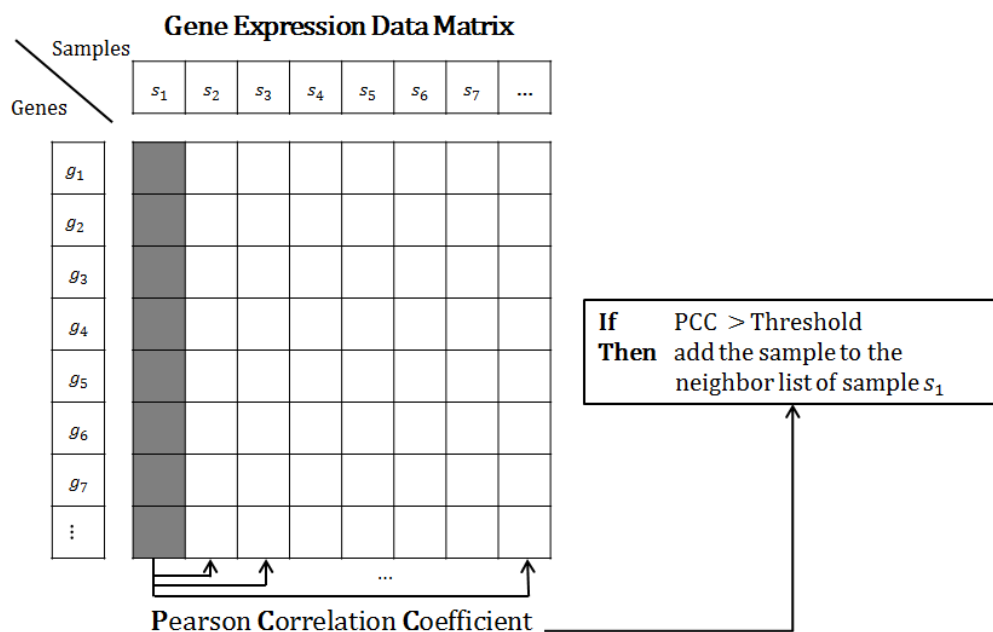 Gene Expression Data Matrix
Samples
Genes
s₁ s₂ s₃ s₄ s₅ s₆ s₇ ...
g₁
g₂
g₃
g₄
g₅
g₆
g₇
⋮
If PCC > Threshold
Then add the sample to the
neighbor list of sample s₁
...
Pearson Correlation Coefficient